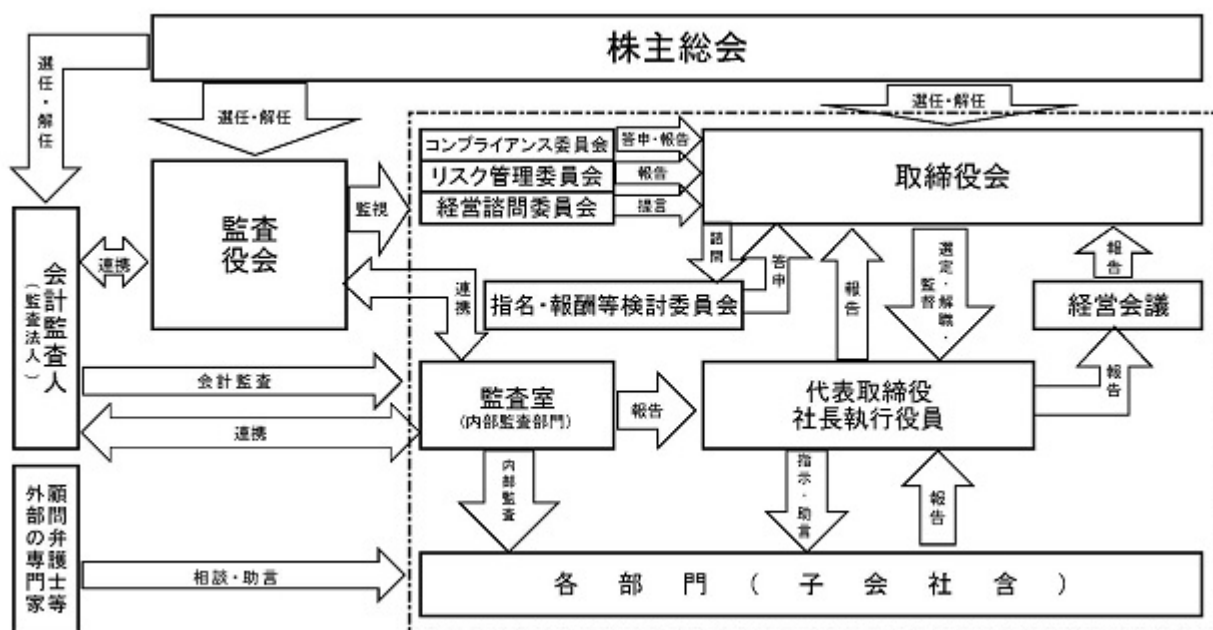 株主総会
選任・解任
選任・解任
選任・解任
コンプライアンス委員会
答申・報告
リスク管理委員会
報告
経営諮問委員会
提言
取締役会
監査
役会
監視
会計監査人
（監査法人）
連携
連携
諮問
答申
指名・報酬等検討委員会
報告
選定・解職・
監督
報告
経営会議
会計監査
連携
監査室
(内部監査部門)
報告
代表取締役
社長執行役員
報告
内部監査
指示・助言
報告
顧問弁護士等
外部の専門家
相談・助言
各部門(子会社含)